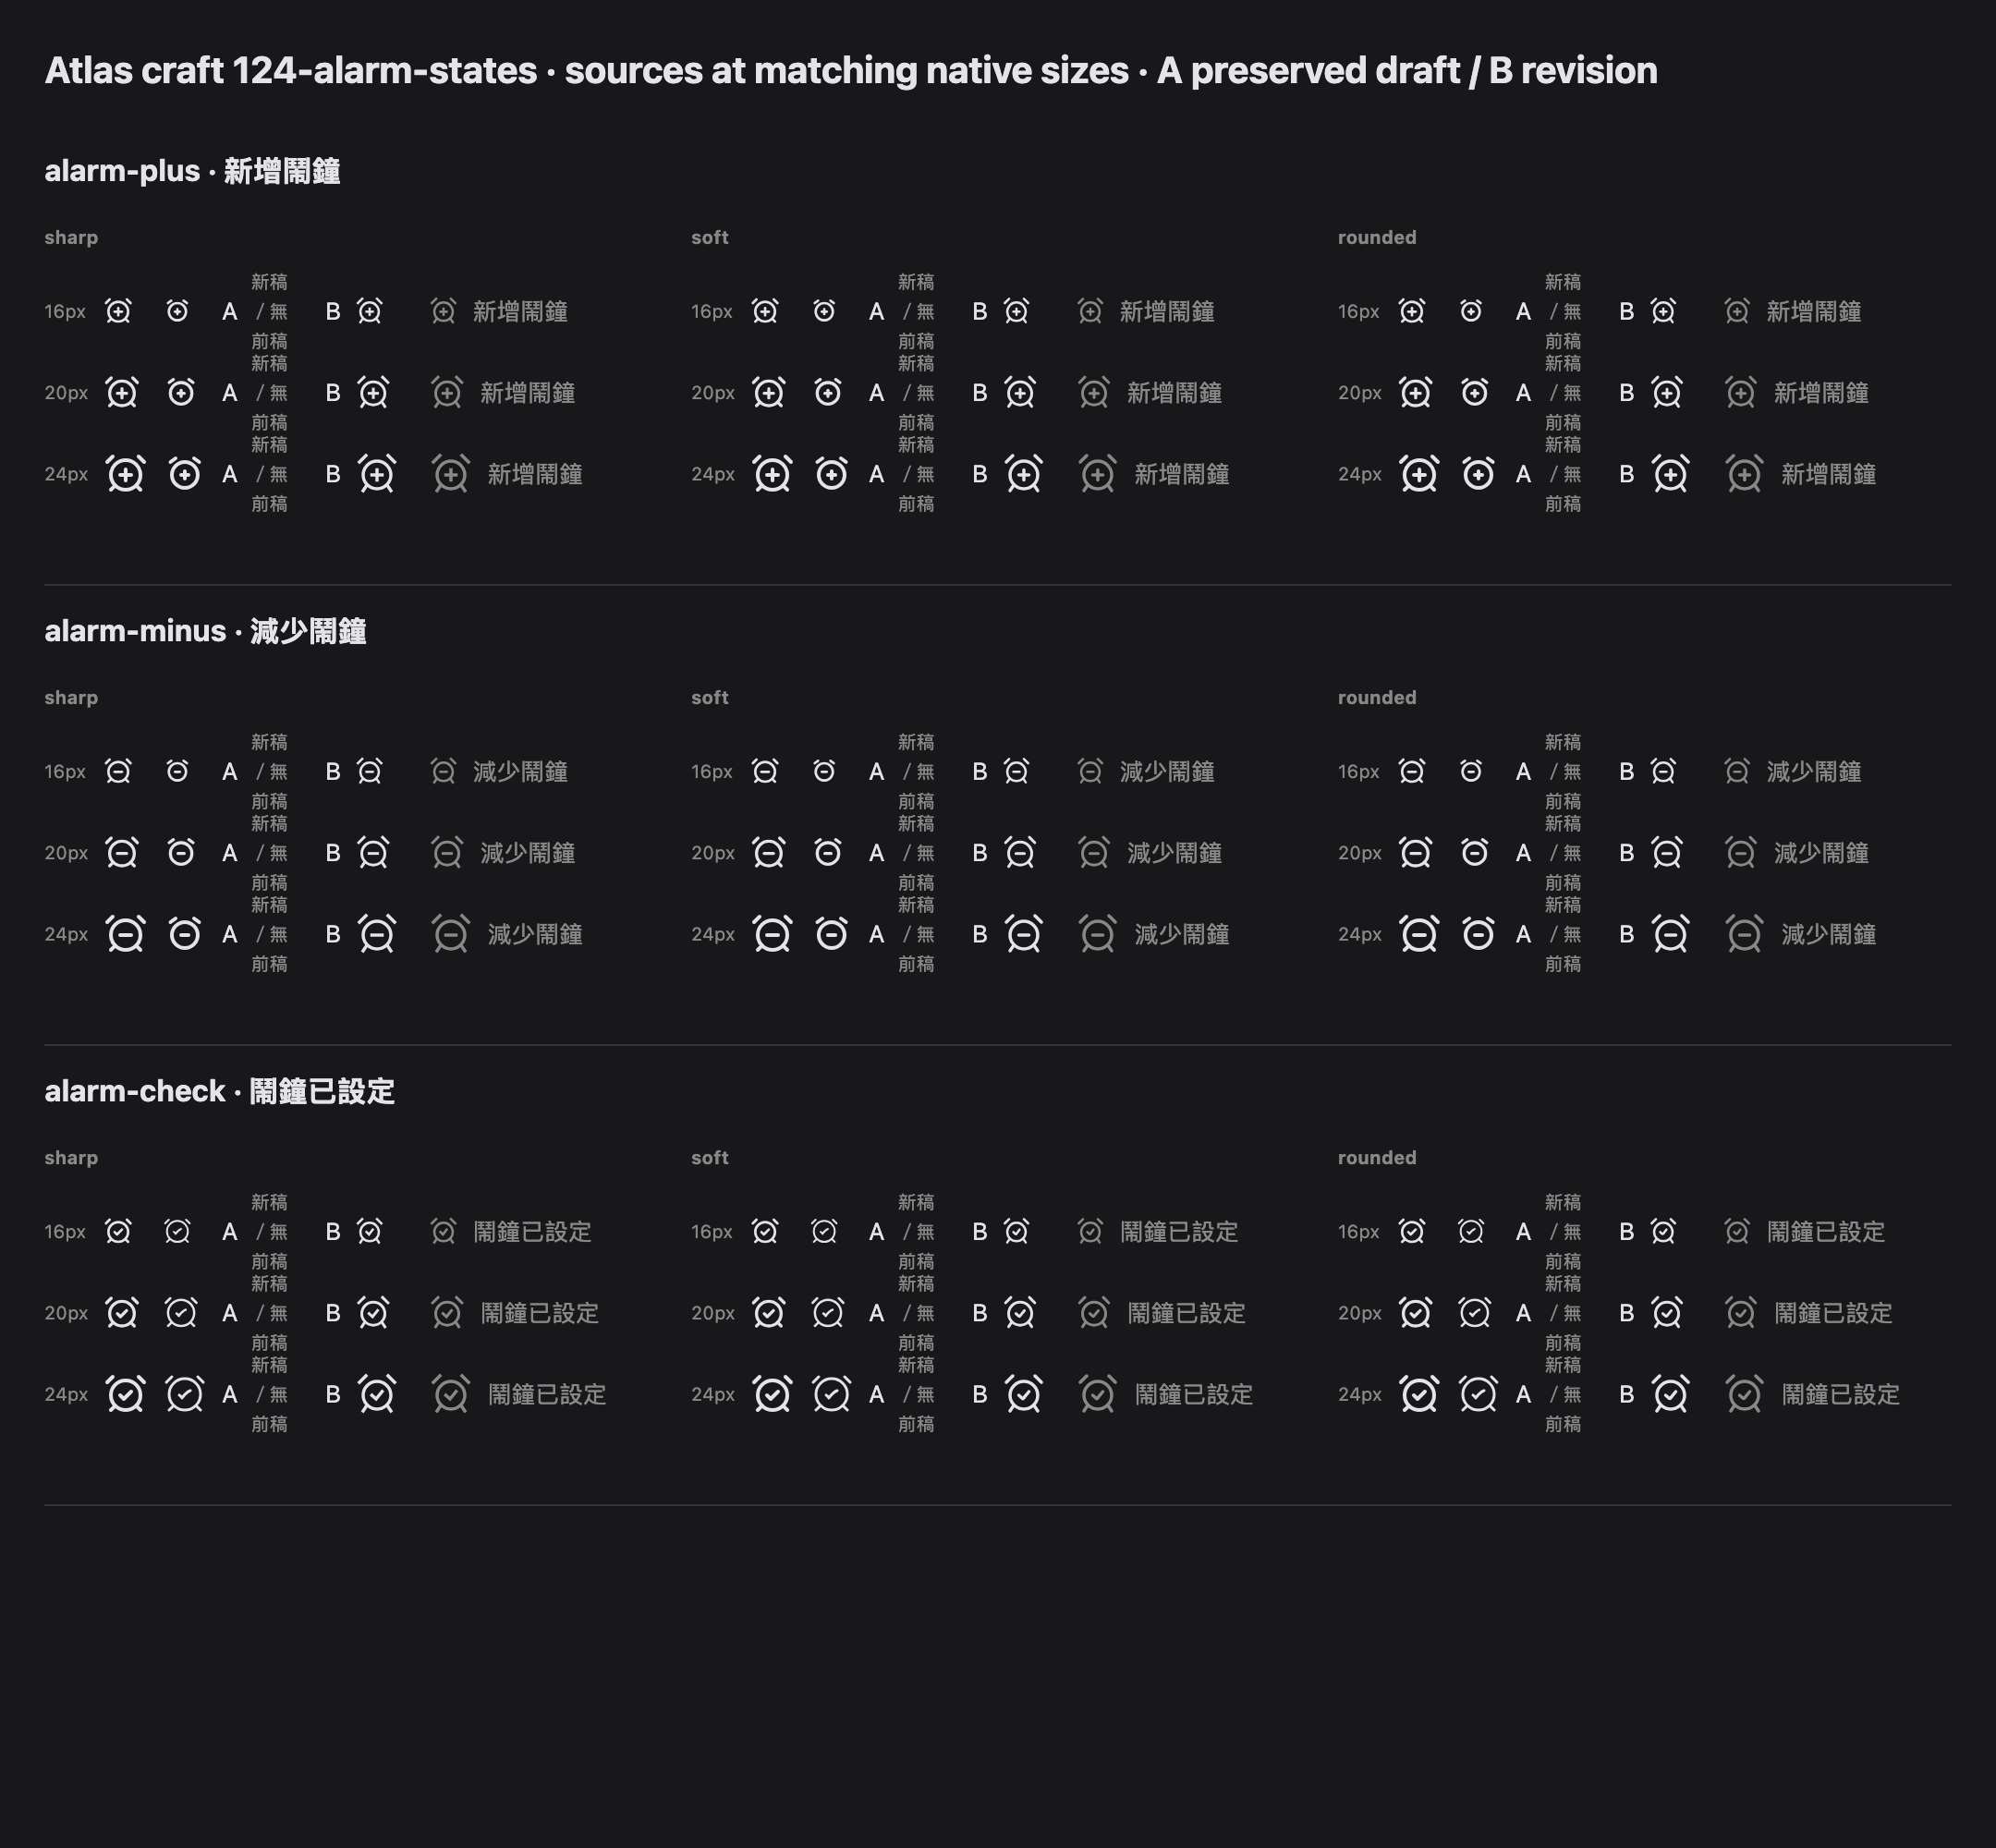 Atlas craft 124-alarm-states · sources at matching native sizes · A preserved draft / B revision
alarm-plus · 新增鬧鐘
sharp
16px A 新稿 / 無前稿 B 新增鬧鐘
20px A 新稿 / 無前稿 B 新增鬧鐘
24px A 新稿 / 無前稿 B 新增鬧鐘
soft
16px A 新稿 / 無前稿 B 新增鬧鐘
20px A 新稿 / 無前稿 B 新增鬧鐘
24px A 新稿 / 無前稿 B 新增鬧鐘
rounded
16px A 新稿 / 無前稿 B 新增鬧鐘
20px A 新稿 / 無前稿 B 新增鬧鐘
24px A 新稿 / 無前稿 B 新增鬧鐘
alarm-minus · 減少鬧鐘
sharp
16px A 新稿 / 無前稿 B 減少鬧鐘
20px A 新稿 / 無前稿 B 減少鬧鐘
24px A 新稿 / 無前稿 B 減少鬧鐘
soft
16px A 新稿 / 無前稿 B 減少鬧鐘
20px A 新稿 / 無前稿 B 減少鬧鐘
24px A 新稿 / 無前稿 B 減少鬧鐘
rounded
16px A 新稿 / 無前稿 B 減少鬧鐘
20px A 新稿 / 無前稿 B 減少鬧鐘
24px A 新稿 / 無前稿 B 減少鬧鐘
alarm-check · 鬧鐘已設定
sharp
16px A 新稿 / 無前稿 B 鬧鐘已設定
20px A 新稿 / 無前稿 B 鬧鐘已設定
24px A 新稿 / 無前稿 B 鬧鐘已設定
soft
16px A 新稿 / 無前稿 B 鬧鐘已設定
20px A 新稿 / 無前稿 B 鬧鐘已設定
24px A 新稿 / 無前稿 B 鬧鐘已設定
rounded
16px A 新稿 / 無前稿 B 鬧鐘已設定
20px A 新稿 / 無前稿 B 鬧鐘已設定
24px A 新稿 / 無前稿 B 鬧鐘已設定